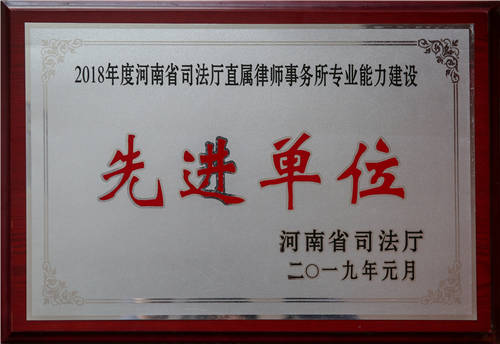 2018年度河南省司法厅直属律师事务所专业能力建设
先进单位
河南省司法厅
二〇一九年元月